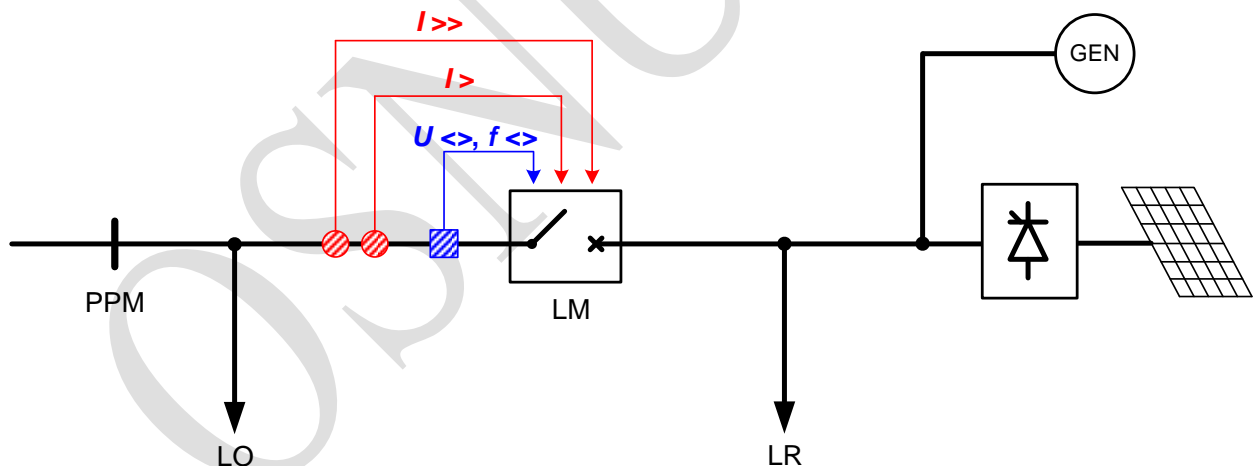 I >>
I >
U <>, f <>
GEN
PPM
LM
LO
LR